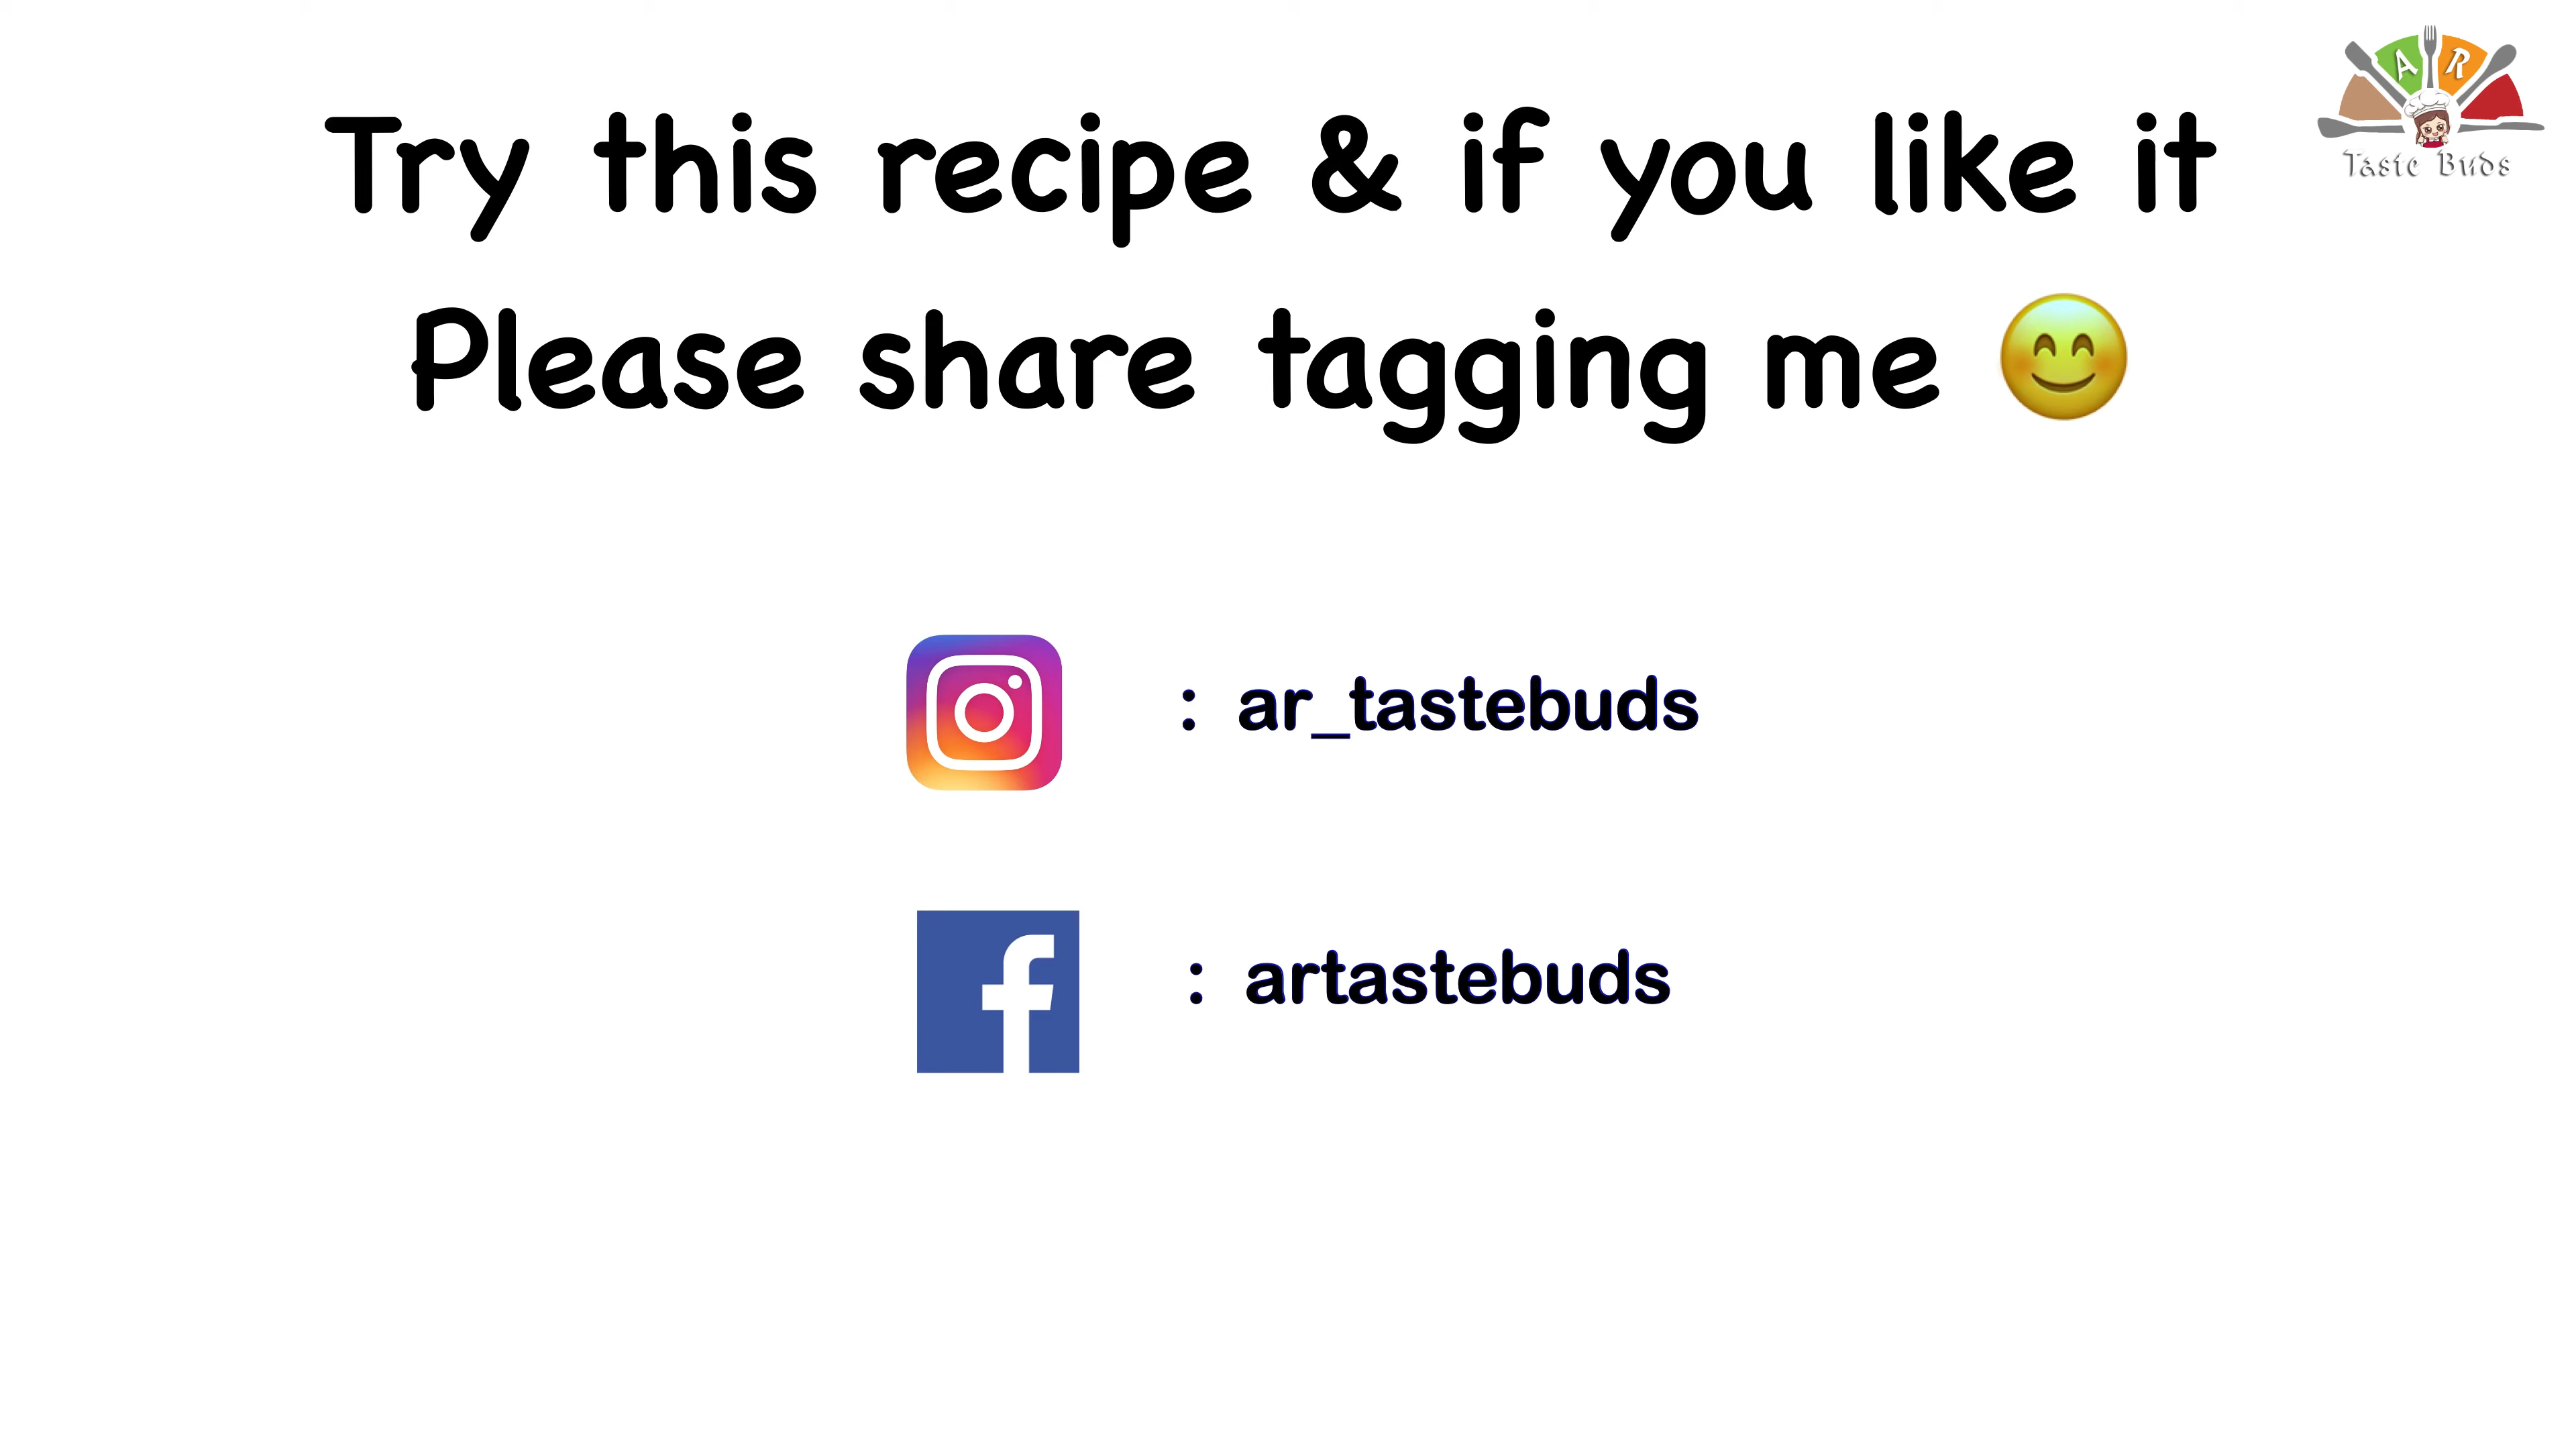 A R
Taste Buds
Try this recipe & if you like it
Please share tagging me 😊
: ar_tastebuds
: artastebuds